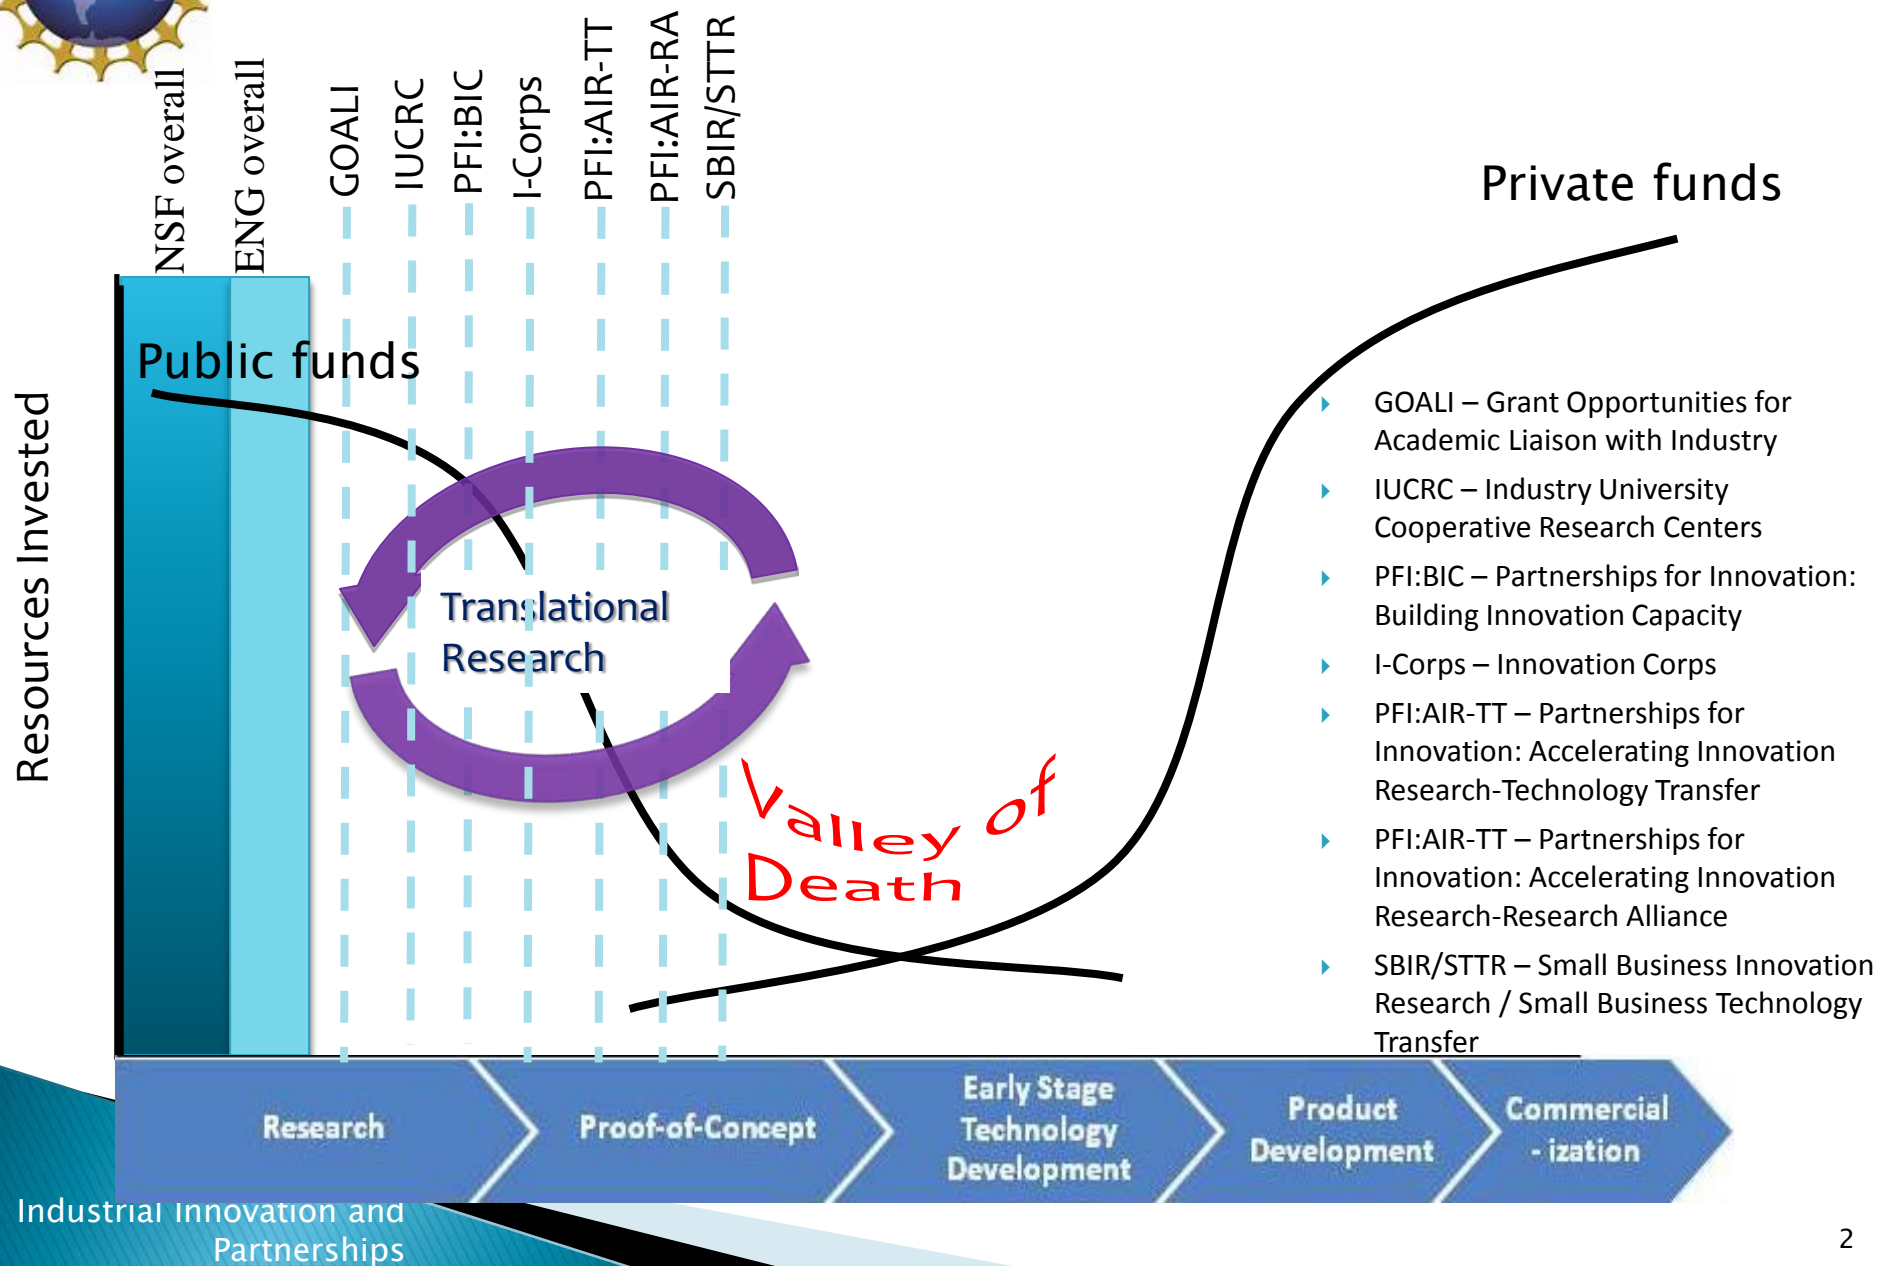 NSF overall
ENG overall
GOALI
IUCRC
PFI:BIC
I-Corps
PFI:AIR-TT
PFI:AIR-RA
SBIR/STTR
Private funds
Public funds
Resources Invested
Translational
Research
Valley of
Death
GOALI – Grant Opportunities for
Academic Liaison with Industry
IUCRC – Industry University
Cooperative Research Centers
PFI:BIC – Partnerships for Innovation:
Building Innovation Capacity
I-Corps – Innovation Corps
PFI:AIR-TT – Partnerships for
Innovation: Accelerating Innovation
Research-Technology Transfer
PFI:AIR-TT – Partnerships for
Innovation: Accelerating Innovation
Research-Research Alliance
SBIR/STTR – Small Business Innovation
Research / Small Business Technology
Transfer
Research
Proof-of-Concept
Early Stage
Technology
Development
Product
Development
Commercial
- ization
Industrial Innovation and
Partnerships
2